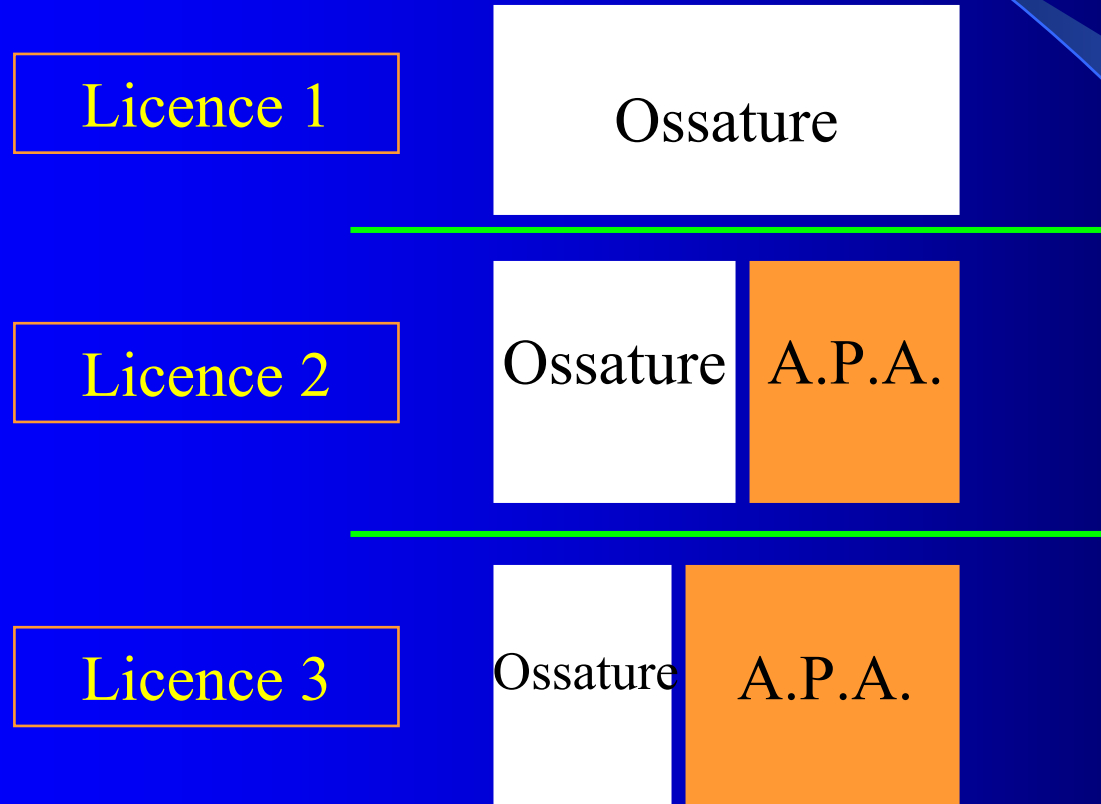 Licence 1
Ossature
Licence 2
Ossature
A.P.A.
Licence 3
Ossature
A.P.A.